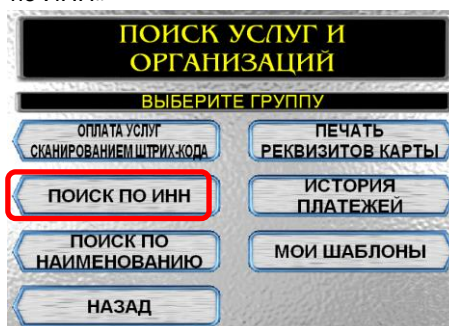 ПОИСК УСЛУГ И
ОРГАНИЗАЦИЙ
ВЫБЕРИТЕ ГРУППУ
ОПЛАТА УСЛУГ
СКАНИРОВАНИЕМ ШТРИХ-КОДА
ПЕЧАТЬ
РЕКВИЗИТОВ КАРТЫ
ПОИСК ПО ИНН
ИСТОРИЯ
ПЛАТЕЖЕЙ
ПОИСК ПО
НАИМЕНОВАНИЮ
МОИ ШАБЛОНЫ
НАЗАД